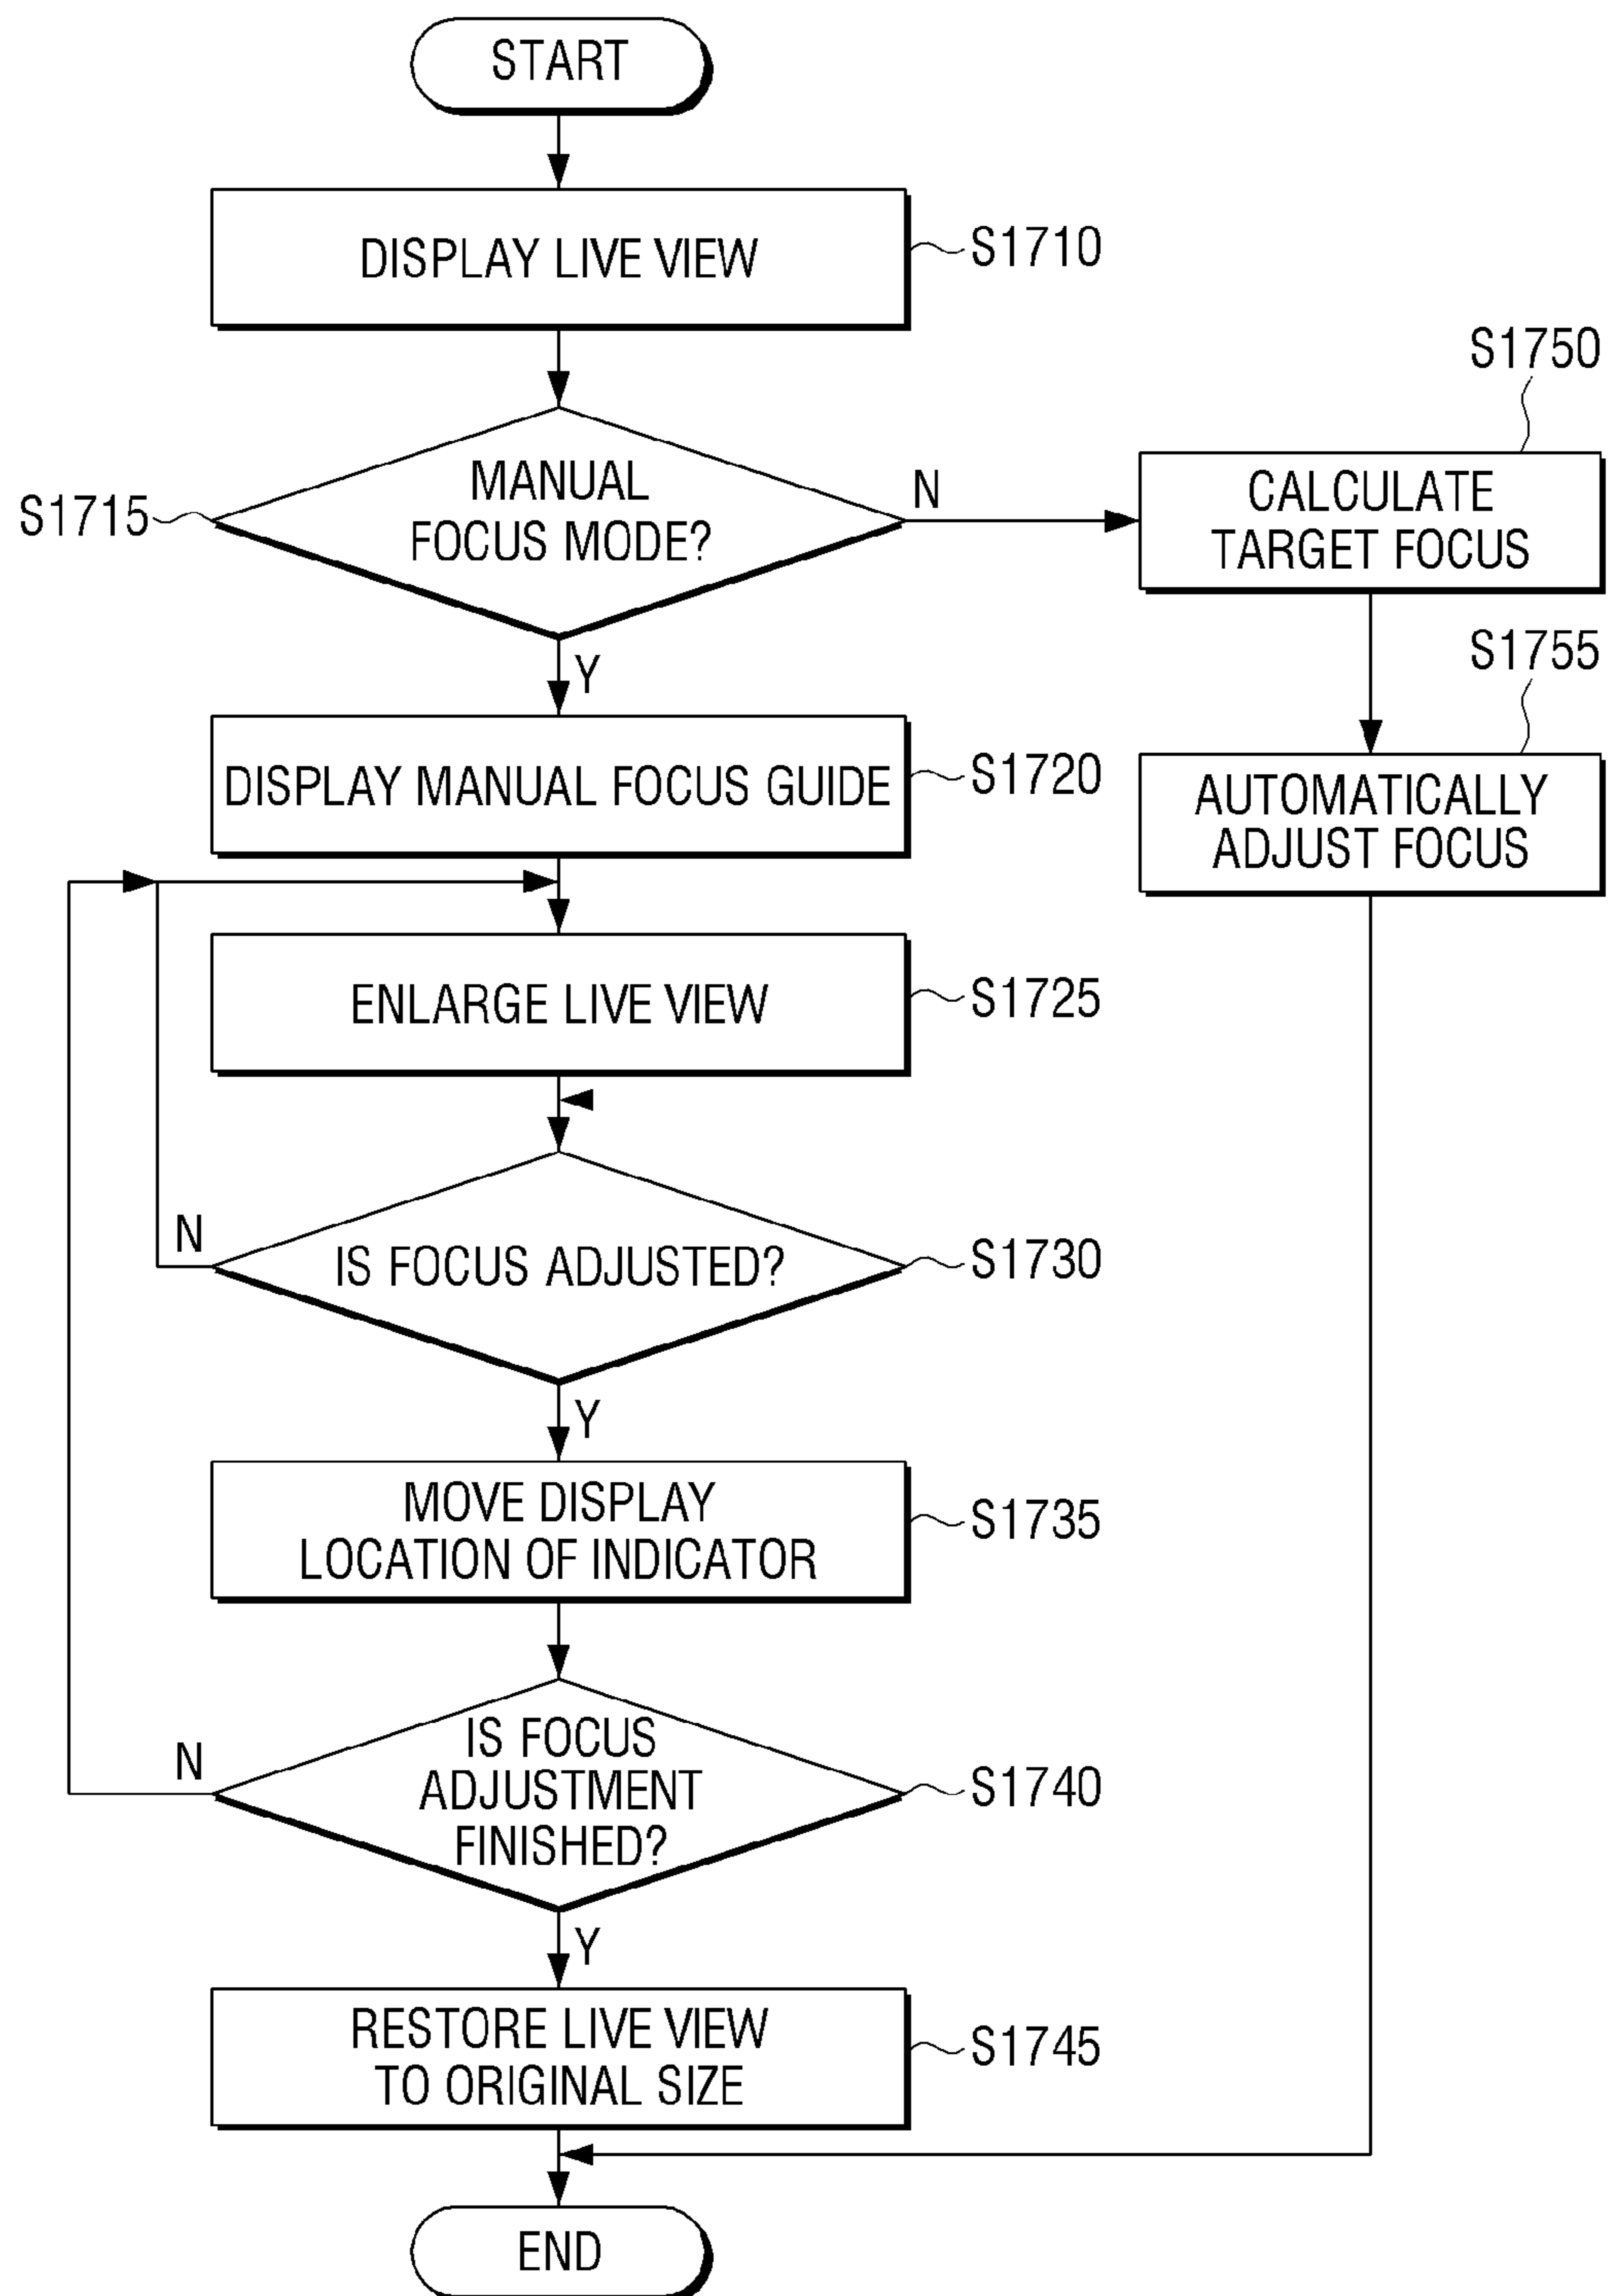 START
DISPLAY LIVE VIEW
S1710
S1750
MANUAL
FOCUS MODE?
S1715
N
CALCULATE
TARGET FOCUS
Y
S1755
DISPLAY MANUAL FOCUS GUIDE
S1720
AUTOMATICALLY
ADJUST FOCUS
ENLARGE LIVE VIEW
S1725
N
IS FOCUS ADJUSTED?
S1730
Y
MOVE DISPLAY
LOCATION OF INDICATOR
S1735
N
IS FOCUS
ADJUSTMENT
FINISHED?
S1740
Y
RESTORE LIVE VIEW
TO ORIGINAL SIZE
S1745
END